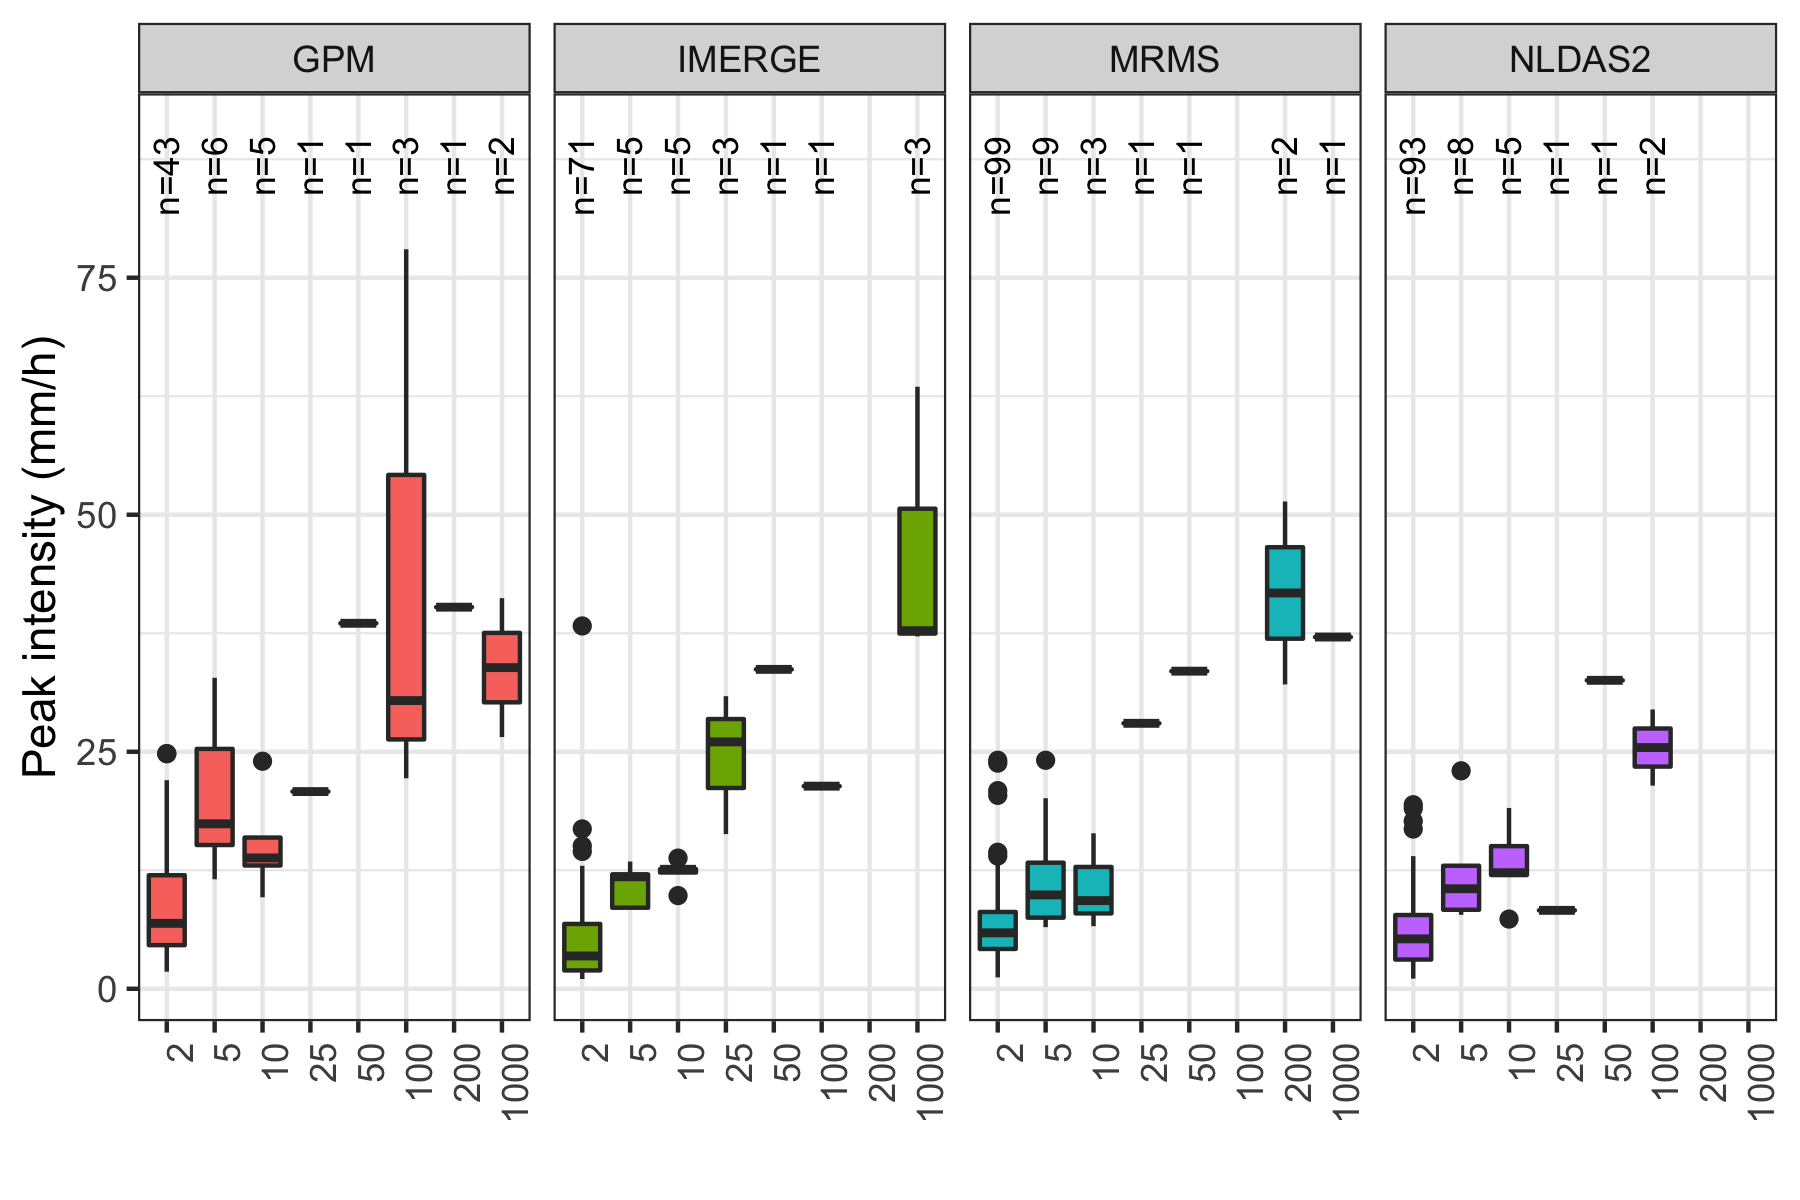 GPM
IMERGE
MRMS
NLDAS2
n=43
n=6
n=5
n=1
n=1
n=3
n=1
n=2
n=71
n=5
n=5
n=3
n=1
n=1
n=3
n=99
n=9
n=3
n=1
n=1
n=2
n=1
n=93
n=8
n=5
n=1
n=1
n=2
Peak intensity (mm/h)
75
50
25
0
2
5
10
25
50
100
200
1000
2
5
10
25
50
100
200
1000
2
5
10
25
50
100
200
1000
2
5
10
25
50
100
200
1000